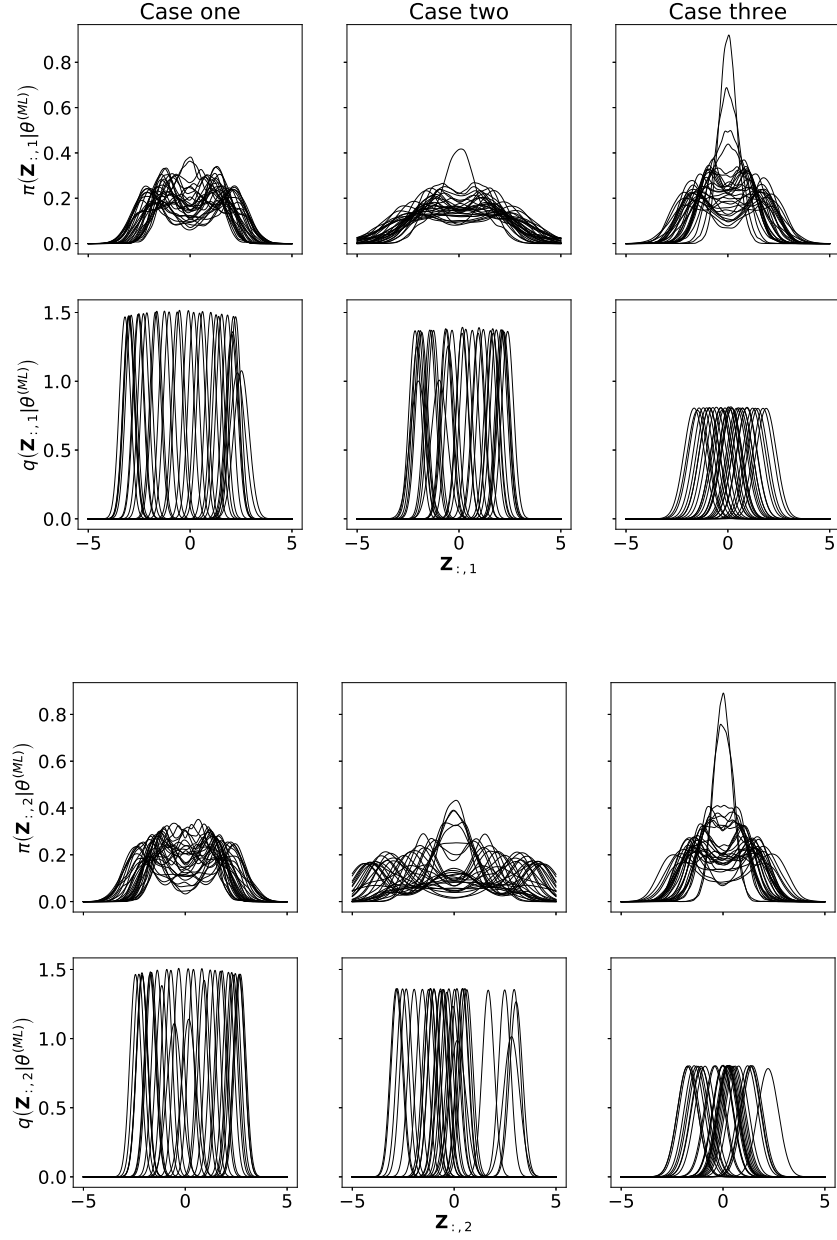 Case one Case two Case three
π(Z:,1|θ(ML))
0.8
0.6
0.4
0.2
0.0
q(Z:,1|θ(ML))
1.5
1.0
0.5
0.0
−5 0 5 −5 0 5 −5 0 5
Z:,1
π(Z:,2|θ(ML))
0.8
0.6
0.4
0.2
0.0
q(Z:,2|θ(ML))
1.5
1.0
0.5
0.0
−5 0 5 −5 0 5 −5 0 5
Z:,2